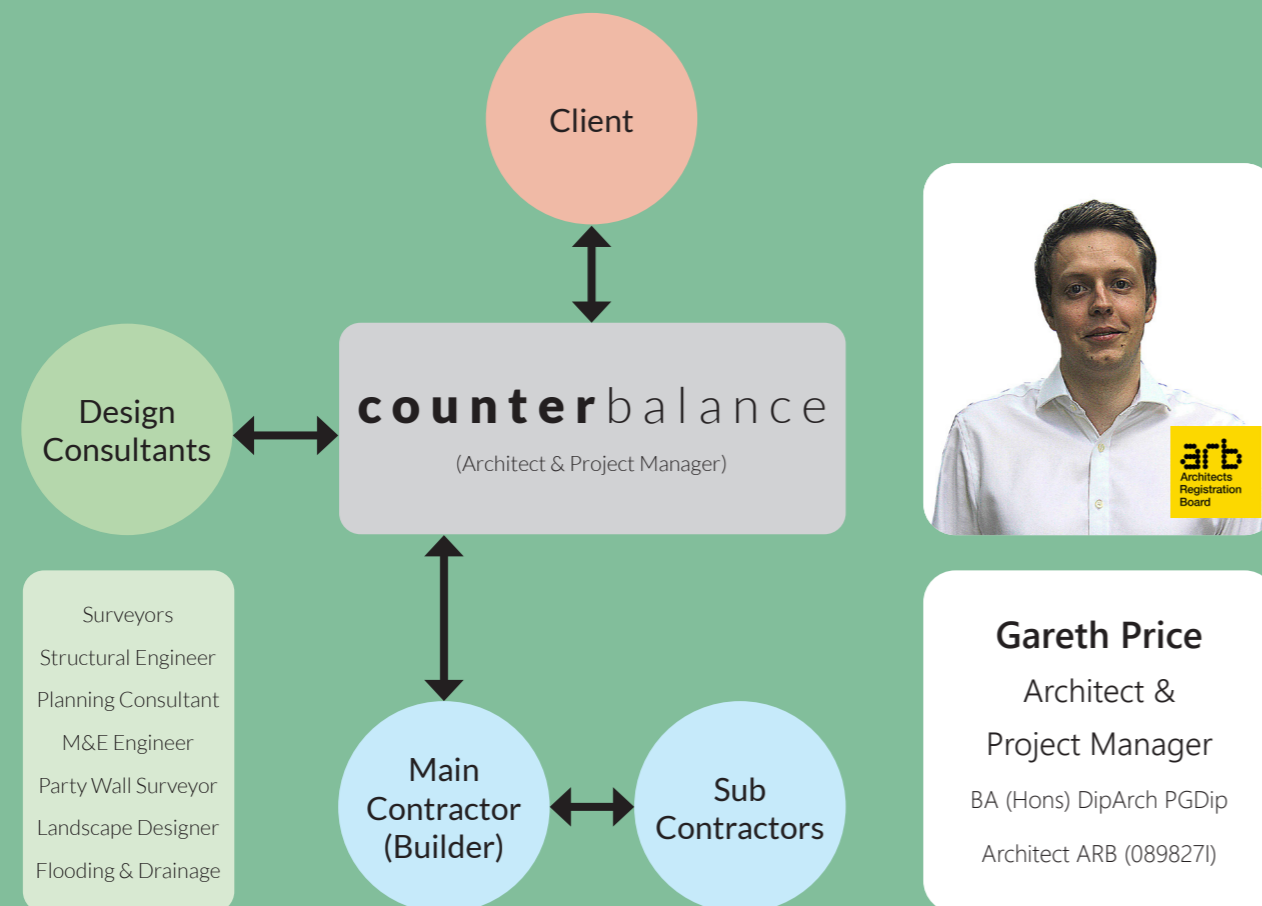 Client
Design
Consultants
counterbalance
(Architect & Project Manager)
arb
Architects
Registration
Board
Surveyors
Structural Engineer
Planning Consultant
M&E Engineer
Party Wall Surveyor
Landscape Designer
Flooding & Drainage
Main
Contractor
(Builder)
Sub
Contractors
Gareth Price
Architect &
Project Manager
BA (Hons) DipArch PGDip
Architect ARB (089827I)